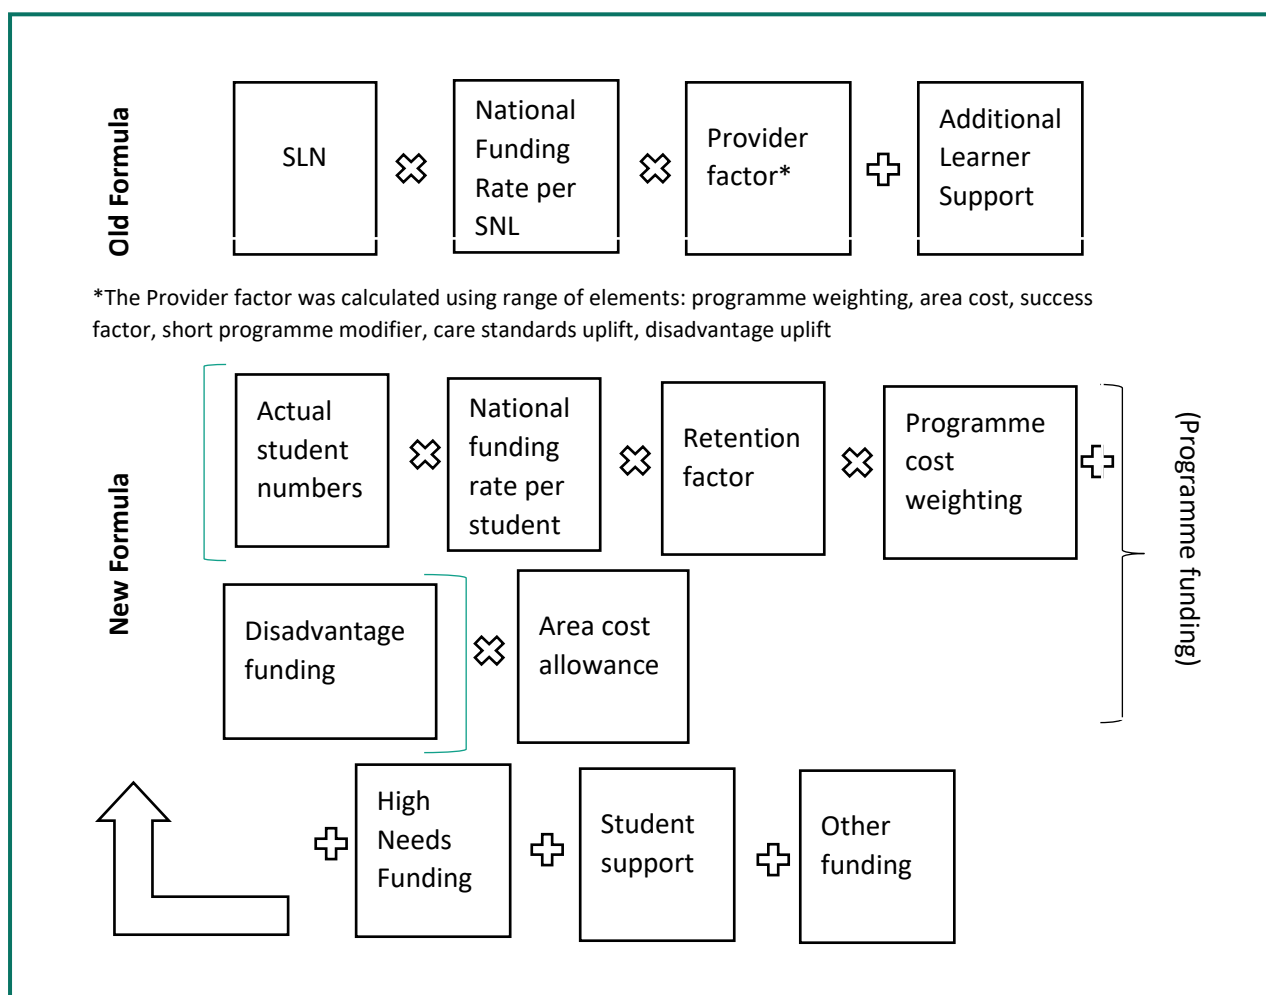 Old Formula
SLN
National
Funding
Rate per
SNL
Provider
factor*
Additional
Learner
Support
*The Provider factor was calculated using range of elements: programme weighting, area cost, success
factor, short programme modifier, care standards uplift, disadvantage uplift
New Formula
Actual
student
numbers
National
funding
rate per
student
Retention
factor
Programme
cost
weighting
(Programme funding)
Disadvantage
funding
Area cost
allowance
High
Needs
Funding
Student
support
Other
funding